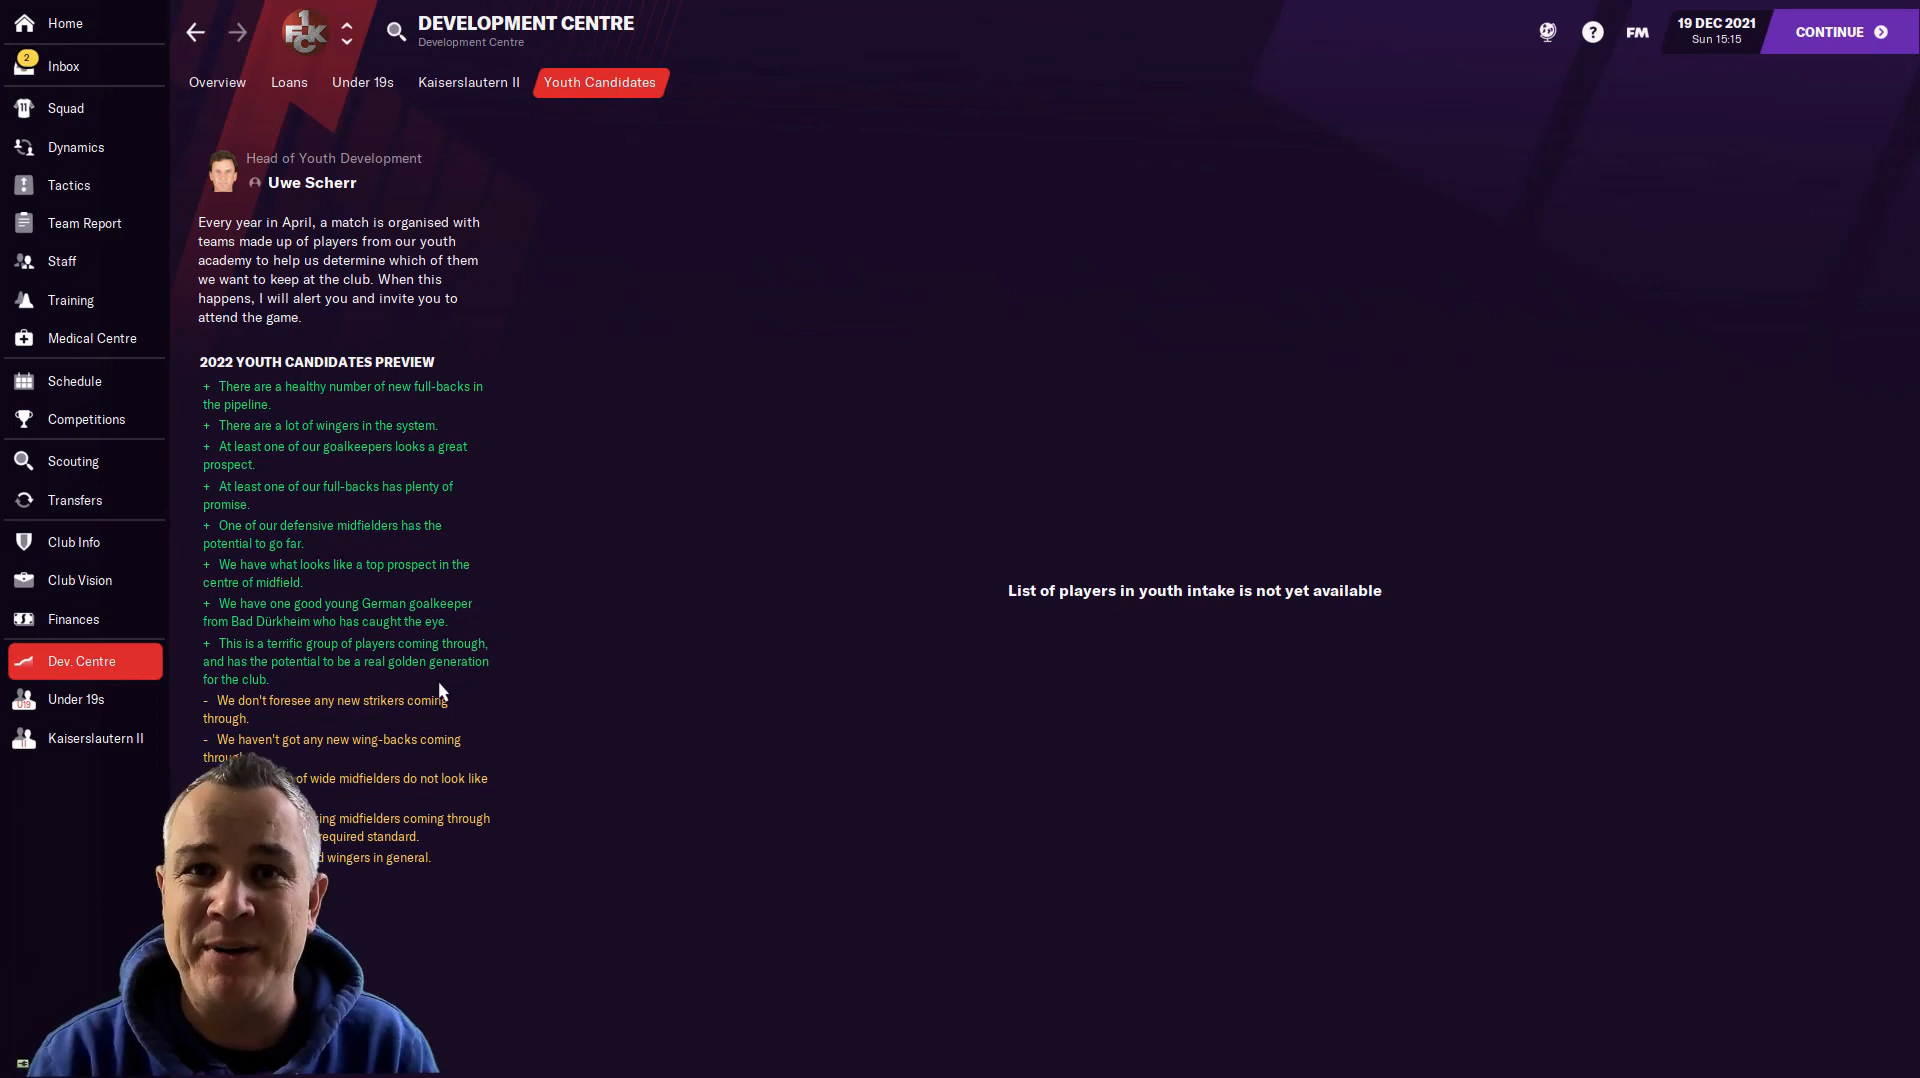 Home
2
Inbox
Squad
Dynamics
Tactics
Team Report
Staff
Training
Medical Centre
Schedule
Competitions
Scouting
Transfers
Club Info
Club Vision
Finances
Dev. Centre
U19
Under 19s
II
Kaiserslautern II
1
FCK
DEVELOPMENT CENTRE
Development Centre
?
FM
19 DEC 2021
Sun 15:15
CONTINUE
Overview
Loans
Under 19s
Kaiserslautern II
Youth Candidates
Head of Youth Development
Uwe Scherr
Every year in April, a match is organised with
teams made up of players from our youth
academy to help us determine which of them
we want to keep at the club. When this
happens, I will alert you and invite you to
attend the game.
2022 YOUTH CANDIDATES PREVIEW
+ There are a healthy number of new full-backs in
the pipeline.
+ There are a lot of wingers in the system.
+ At least one of our goalkeepers looks a great
prospect.
+ At least one of our full-backs has plenty of
promise.
+ One of our defensive midfielders has the
potential to go far.
+ We have what looks like a top prospect in the
centre of midfield.
+ We have one good young German goalkeeper
from Bad Dürkheim who has caught the eye.
+ This is a terrific group of players coming through,
and has the potential to be a real golden generation
for the club.
- We don't foresee any new strikers coming
through.
- We haven't got any new wing-backs coming
of wide midfielders do not look like
midfielders coming through
required standard.
wingers in general.
List of players in youth intake is not yet available